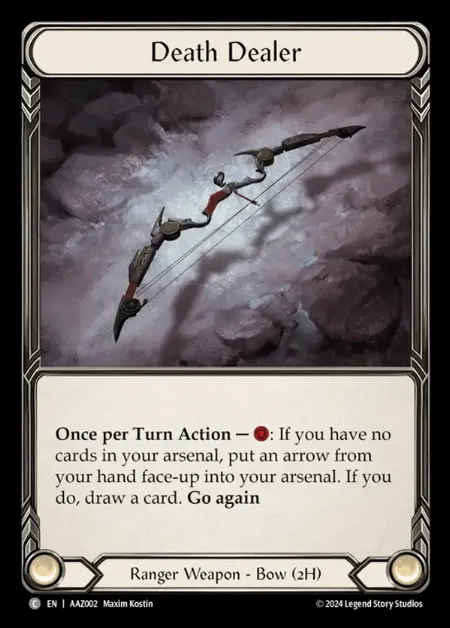 Death Dealer
Once per Turn Action — : If you have no
cards in your arsenal, put an arrow from
your hand face-up into your arsenal. If you
do, draw a card. Go again
Ranger Weapon - Bow (2H)
C EN | AAZ002 Maxim Kostin © 2024 Legend Story Studios